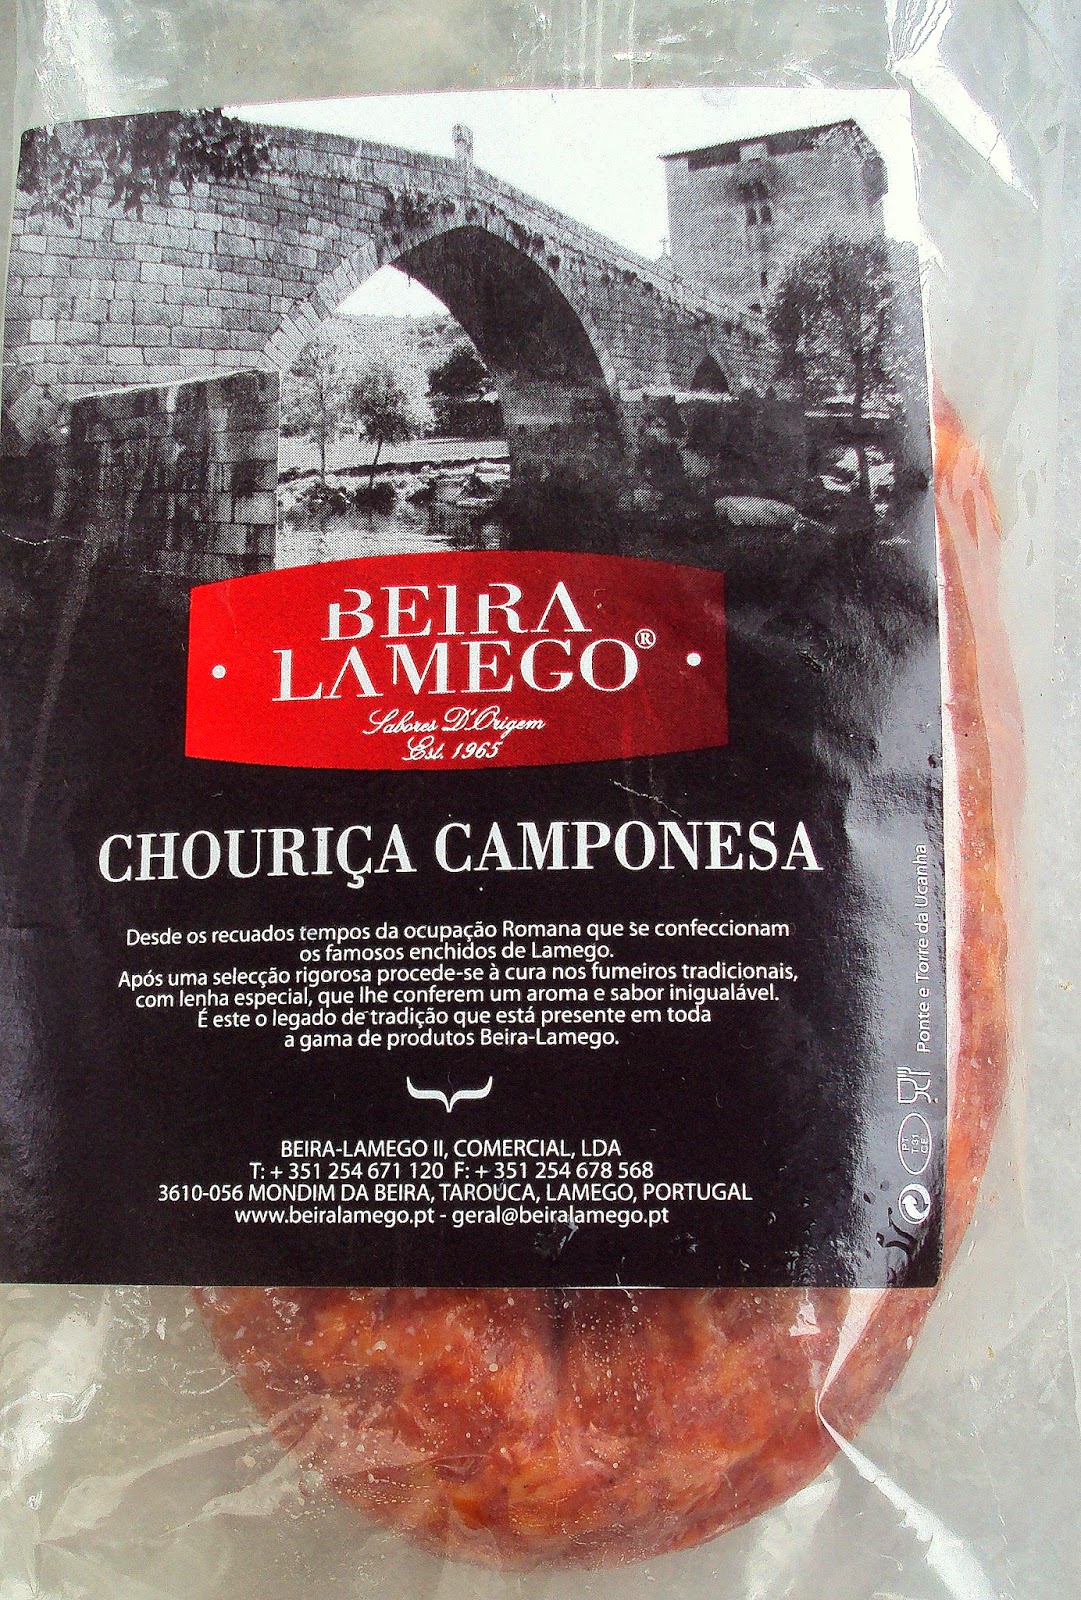 BEIRA
LAMEGO®
Sabores D'Origem
Est. 1965
CHOURIÇA CAMPONESA
Desde os recuados tempos da ocupação Romana que se confeccionam
os famosos enchidos de Lamego.
Após uma selecção rigorosa procede-se à cura nos fumeiros tradicionais,
com lenha especial, que lhe conferem um aroma e sabor inigualável.
É este o legado de tradição que está presente em toda
a gama de produtos Beira-Lamego.
BEIRA-LAMEGO II, COMERCIAL, LDA
T: + 351 254 671 120 F: + 351 254 678 568
3610-056 MONDIM DA BEIRA, TAROUCA, LAMEGO, PORTUGAL
www.beiralamego.pt - geral@beiralamego.pt
Ponte e Torre da Ucanha
PT
T 31
CE